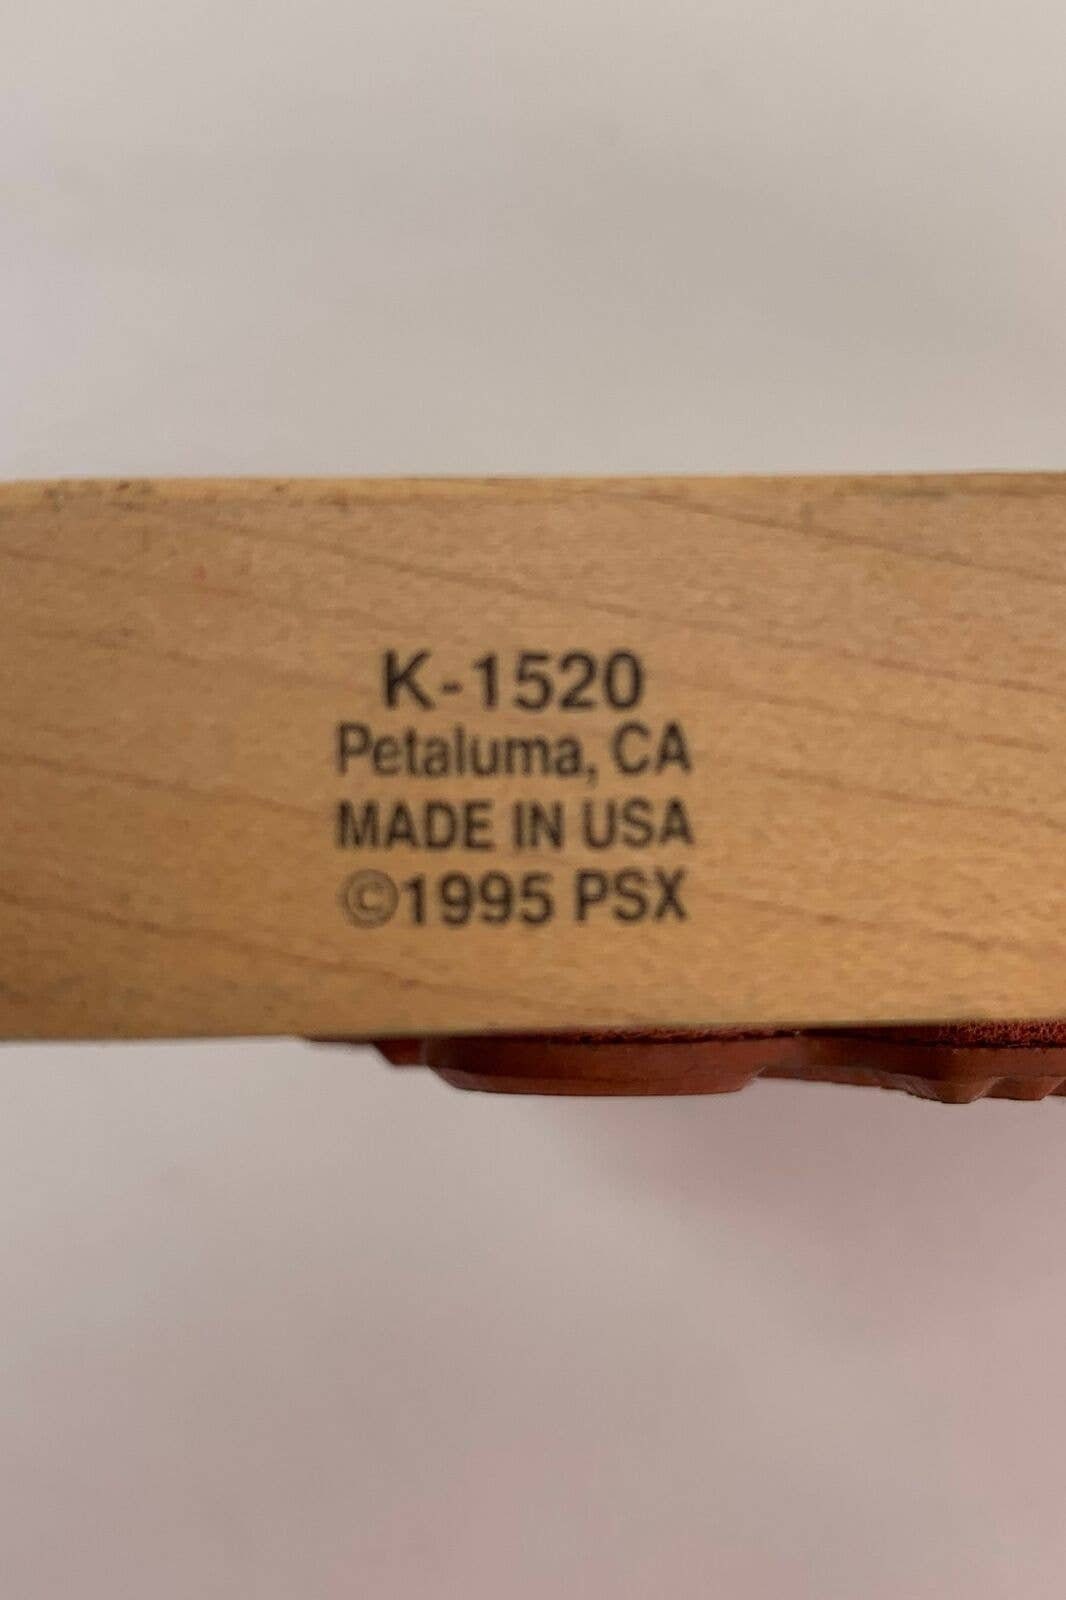 K-1520
Petaluma, CA
MADE IN USA
©1995 PSX